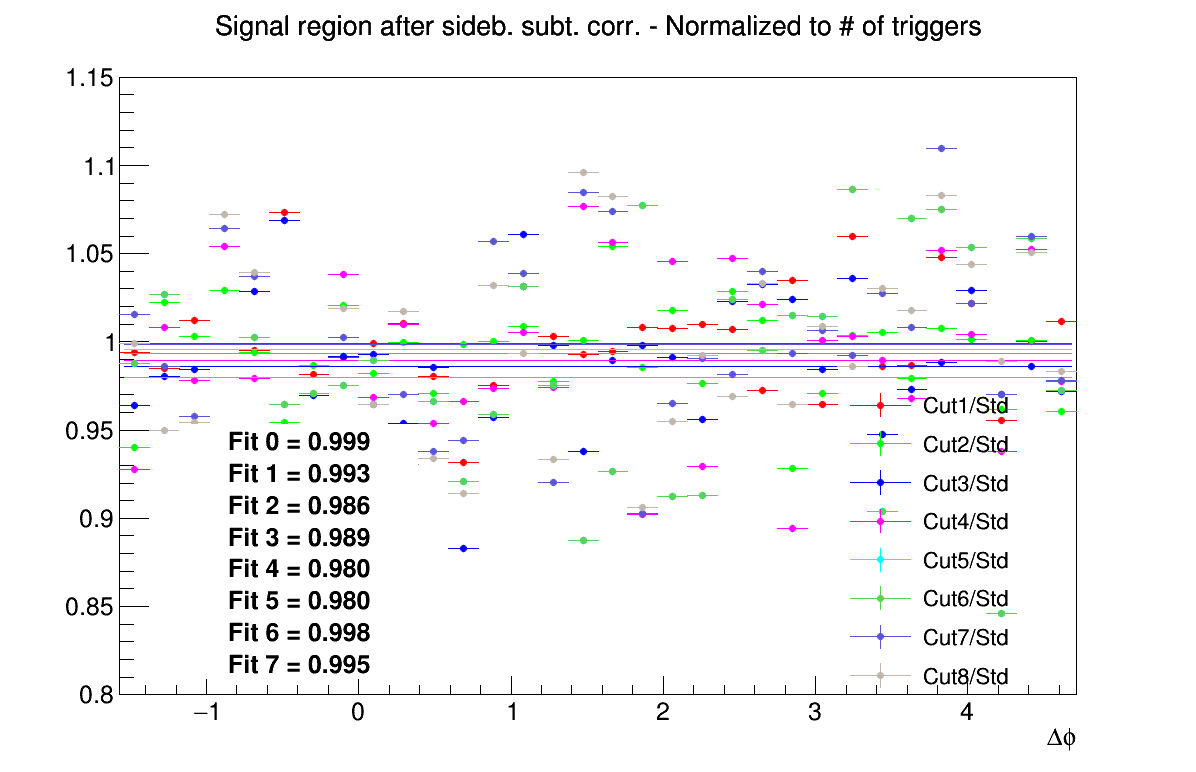 Signal region after sideb. subt. corr. - Normalized to # of triggers
1.15
1.1
1.05
1
0.95
0.9
0.85
0.8
Fit 0 = 0.999
Fit 1 = 0.993
Fit 2 = 0.986
Fit 3 = 0.989
Fit 4 = 0.980
Fit 5 = 0.980
Fit 6 = 0.998
Fit 7 = 0.995
Cut1/Std
Cut2/Std
Cut3/Std
Cut4/Std
Cut5/Std
Cut6/Std
Cut7/Std
Cut8/Std
−1 0 1 2 3 4
Δϕ